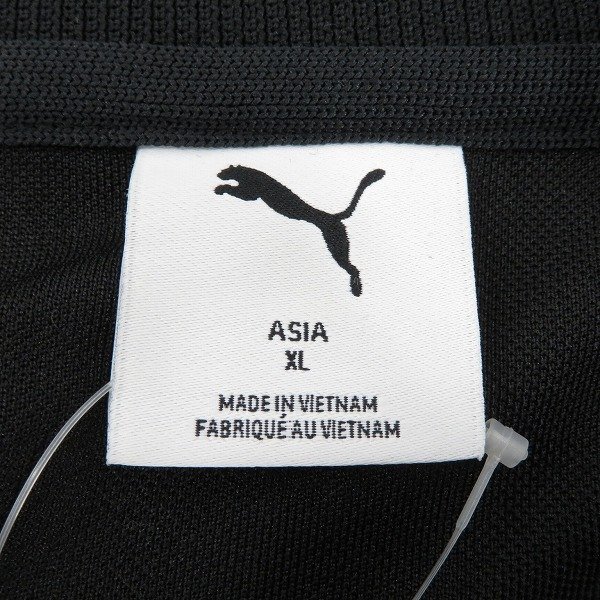 ASIA
XL
MADE IN VIETNAM
FABRIQUÉ AU VIETNAM